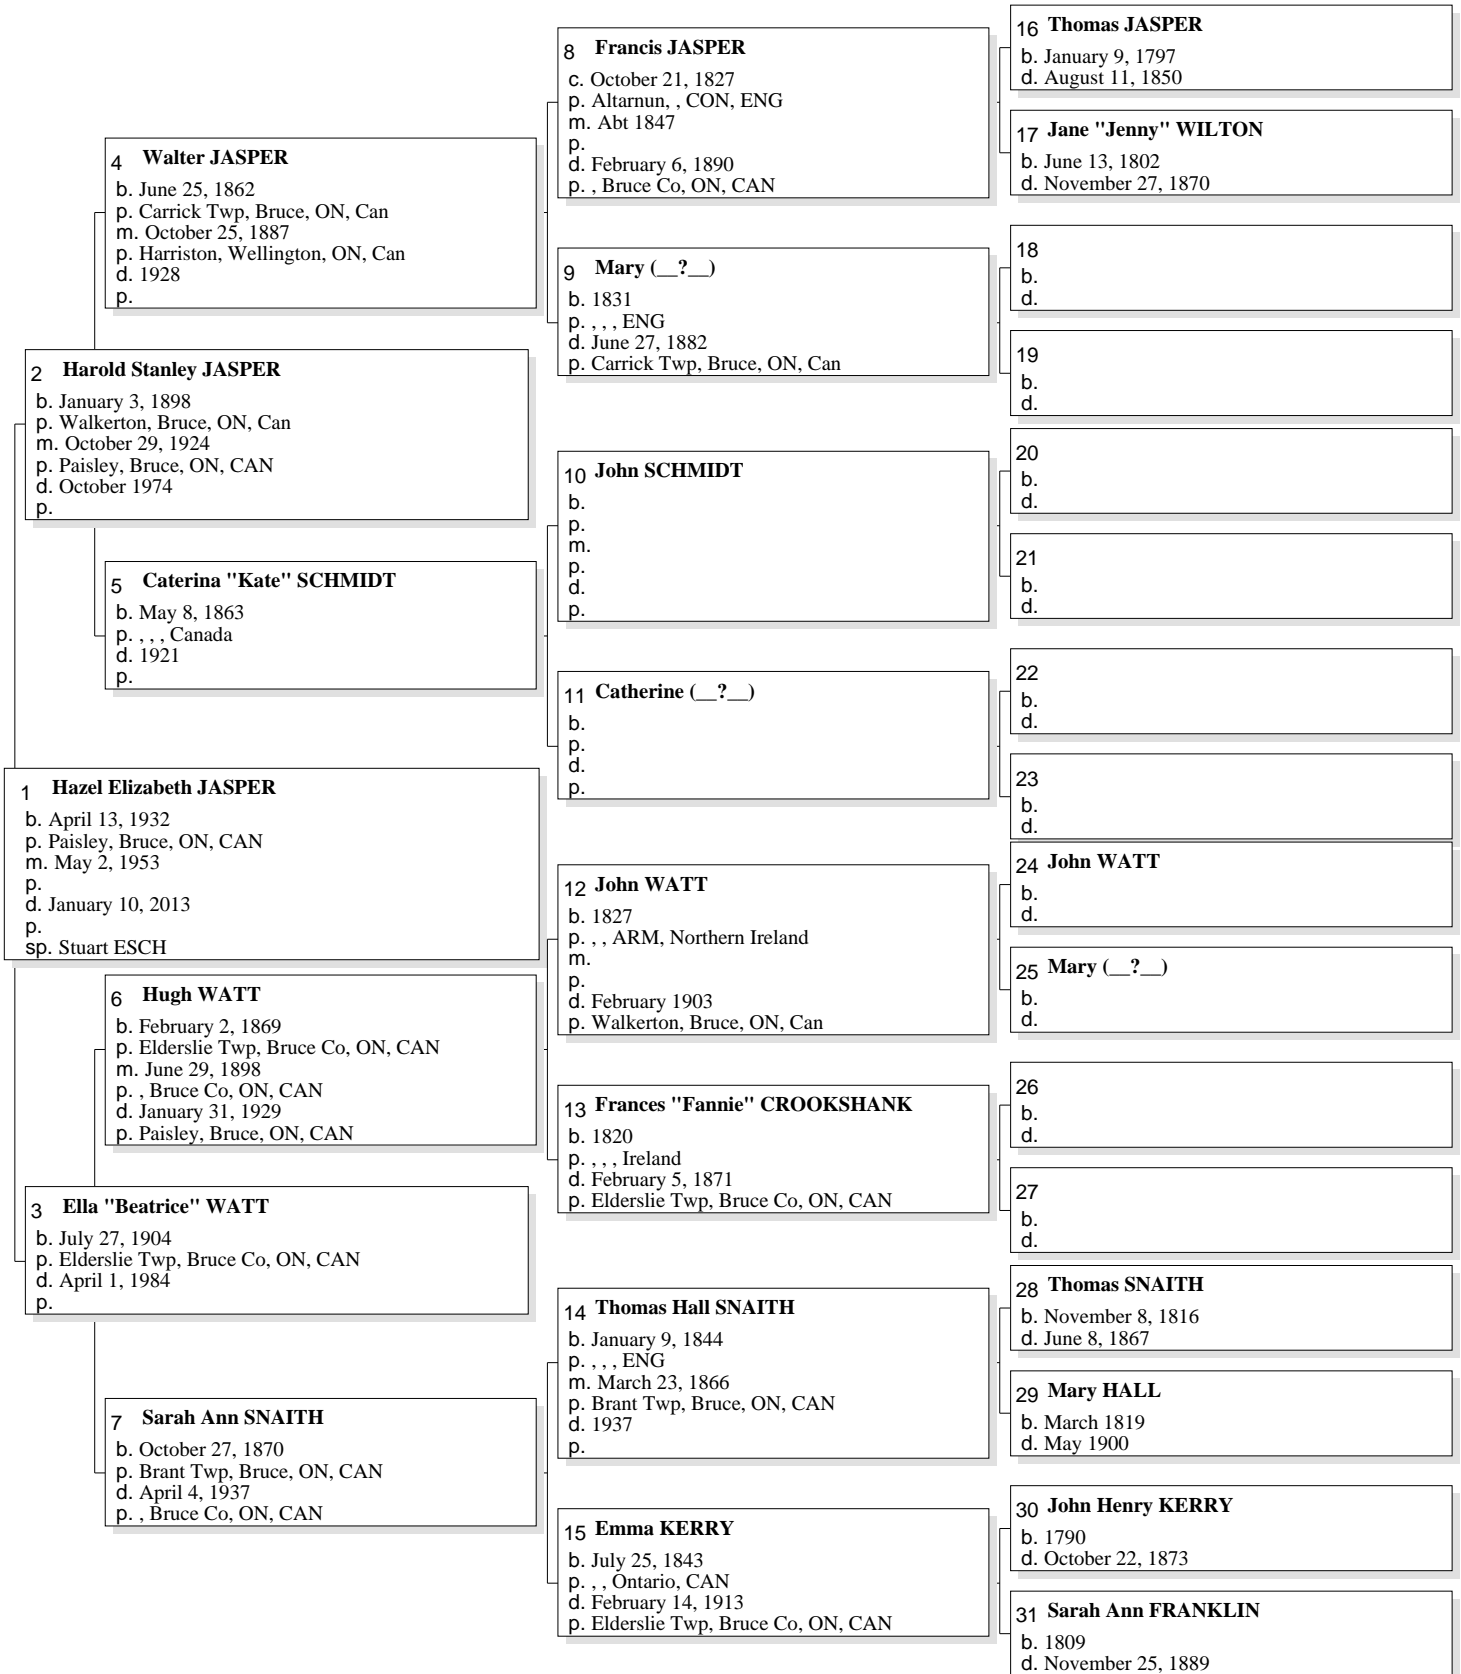 16 Thomas JASPER
b. January 9, 1797
d. August 11, 1850
8 Francis JASPER
c. October 21, 1827
p. Altarnun, , CON, ENG
m. Abt 1847
p.
d. February 6, 1890
p. , Bruce Co, ON, CAN
17 Jane "Jenny" WILTON
b. June 13, 1802
d. November 27, 1870
4 Walter JASPER
b. June 25, 1862
p. Carrick Twp, Bruce, ON, Can
m. October 25, 1887
p. Harriston, Wellington, ON, Can
d. 1928
p.
18
b.
d.
9 Mary (__?__)
b. 1831
p. , , , ENG
d. June 27, 1882
p. Carrick Twp, Bruce, ON, Can
19
b.
d.
2 Harold Stanley JASPER
b. January 3, 1898
p. Walkerton, Bruce, ON, Can
m. October 29, 1924
p. Paisley, Bruce, ON, CAN
d. October 1974
p.
20
b.
d.
10 John SCHMIDT
b.
p.
m.
p.
d.
p.
21
b.
d.
5 Caterina "Kate" SCHMIDT
b. May 8, 1863
p. , , , Canada
d. 1921
p.
22
b.
d.
11 Catherine (__?__)
b.
p.
d.
p.
23
b.
d.
1 Hazel Elizabeth JASPER
b. April 13, 1932
p. Paisley, Bruce, ON, CAN
m. May 2, 1953
p.
d. January 10, 2013
p.
sp. Stuart ESCH
24 John WATT
b.
d.
12 John WATT
b. 1827
p. , , ARM, Northern Ireland
m.
p.
d. February 1903
p. Walkerton, Bruce, ON, Can
25 Mary (__?__)
b.
d.
6 Hugh WATT
b. February 2, 1869
p. Elderslie Twp, Bruce Co, ON, CAN
m. June 29, 1898
p. , Bruce Co, ON, CAN
d. January 31, 1929
p. Paisley, Bruce, ON, CAN
26
b.
d.
13 Frances "Fannie" CROOKSHANK
b. 1820
p. , , , Ireland
d. February 5, 1871
p. Elderslie Twp, Bruce Co, ON, CAN
27
b.
d.
3 Ella "Beatrice" WATT
b. July 27, 1904
p. Elderslie Twp, Bruce Co, ON, CAN
d. April 1, 1984
p.
28 Thomas SNAITH
b. November 8, 1816
d. June 8, 1867
14 Thomas Hall SNAITH
b. January 9, 1844
p. , , , ENG
m. March 23, 1866
p. Brant Twp, Bruce, ON, CAN
d. 1937
p.
29 Mary HALL
b. March 1819
d. May 1900
7 Sarah Ann SNAITH
b. October 27, 1870
p. Brant Twp, Bruce, ON, CAN
d. April 4, 1937
p. , Bruce Co, ON, CAN
30 John Henry KERRY
b. 1790
d. October 22, 1873
15 Emma KERRY
b. July 25, 1843
p. , , Ontario, CAN
d. February 14, 1913
p. Elderslie Twp, Bruce Co, ON, CAN
31 Sarah Ann FRANKLIN
b. 1809
d. November 25, 1889